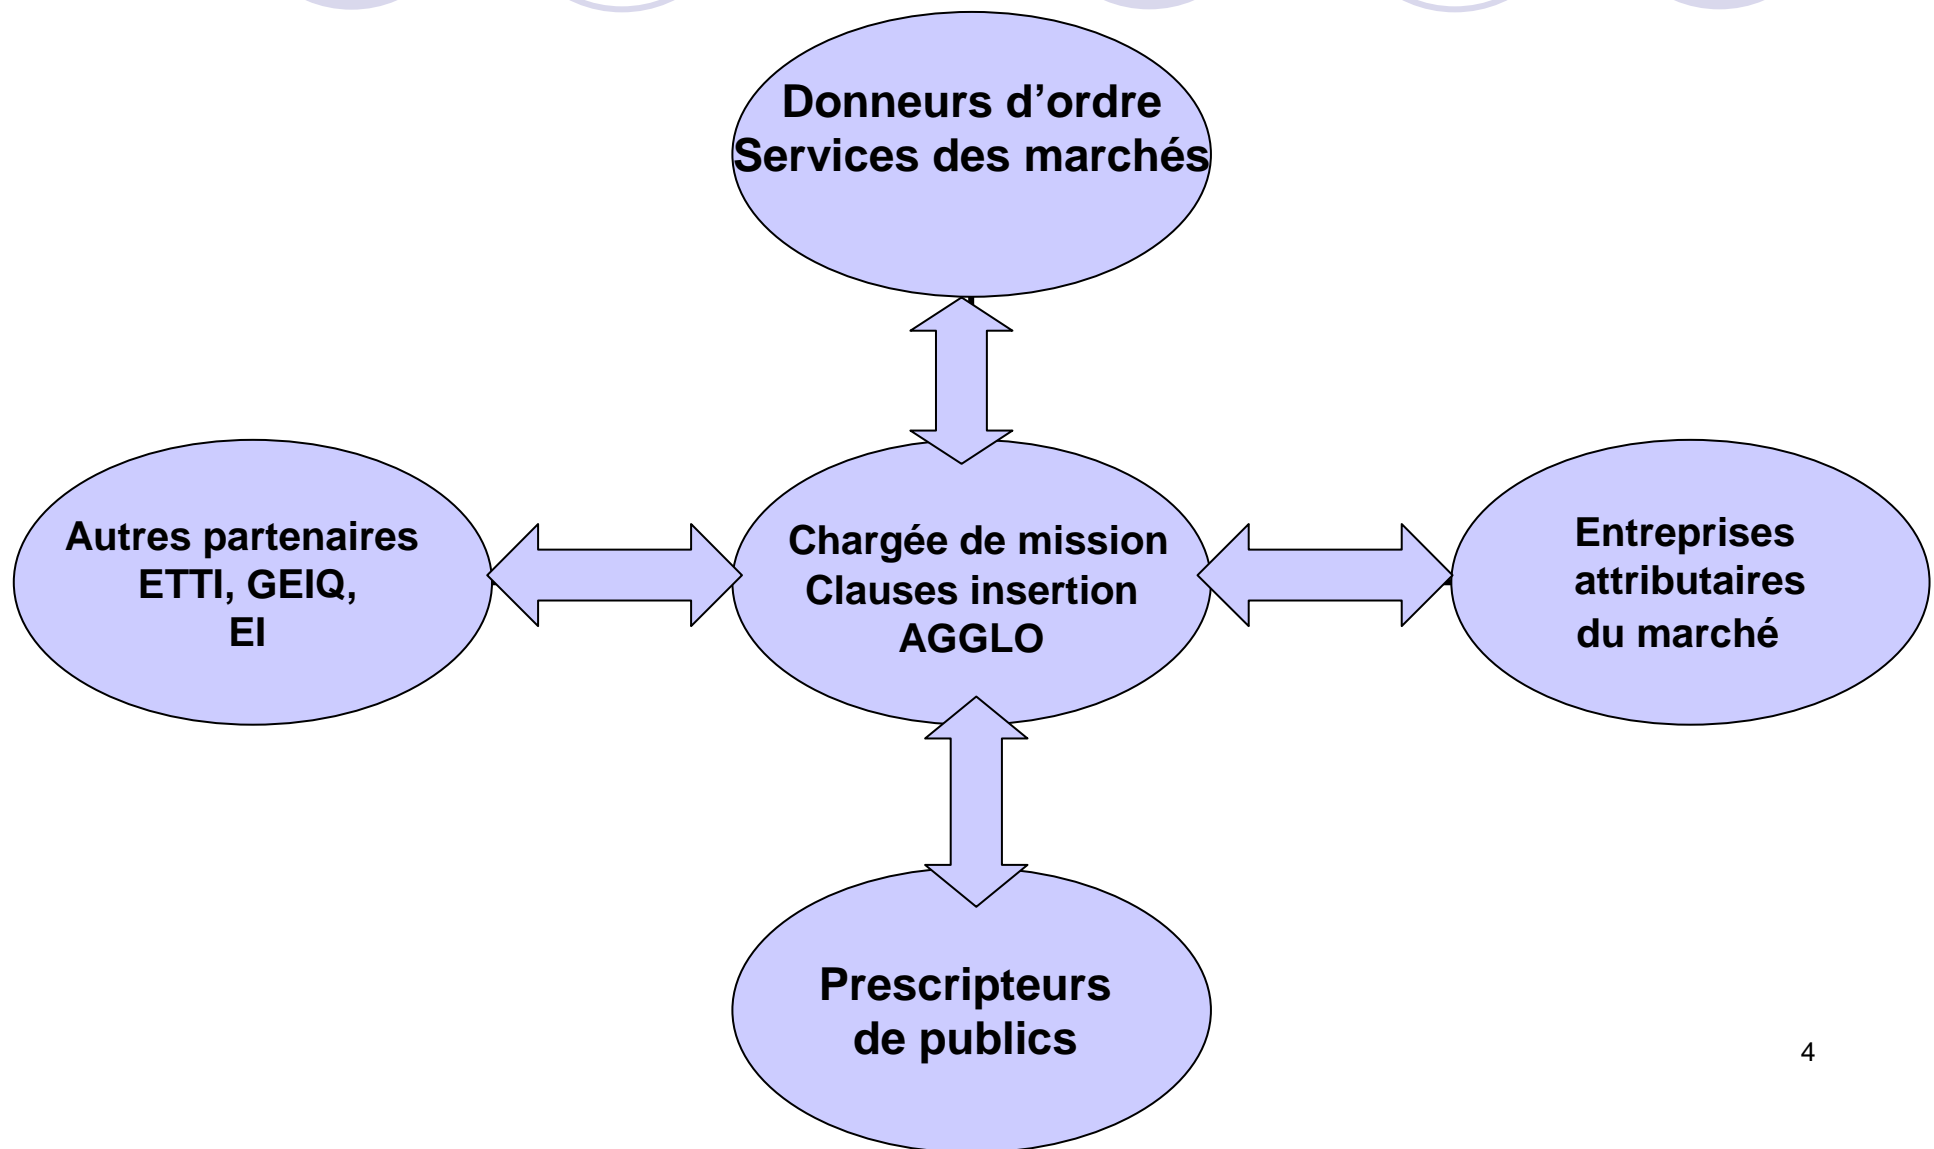 Donneurs d’ordre
Services des marchés
Autres partenaires
ETTI, GEIQ,
EI
Chargée de mission
Clauses insertion
AGGLO
Entreprises
attributaires
du marché
Prescripteurs
de publics
4